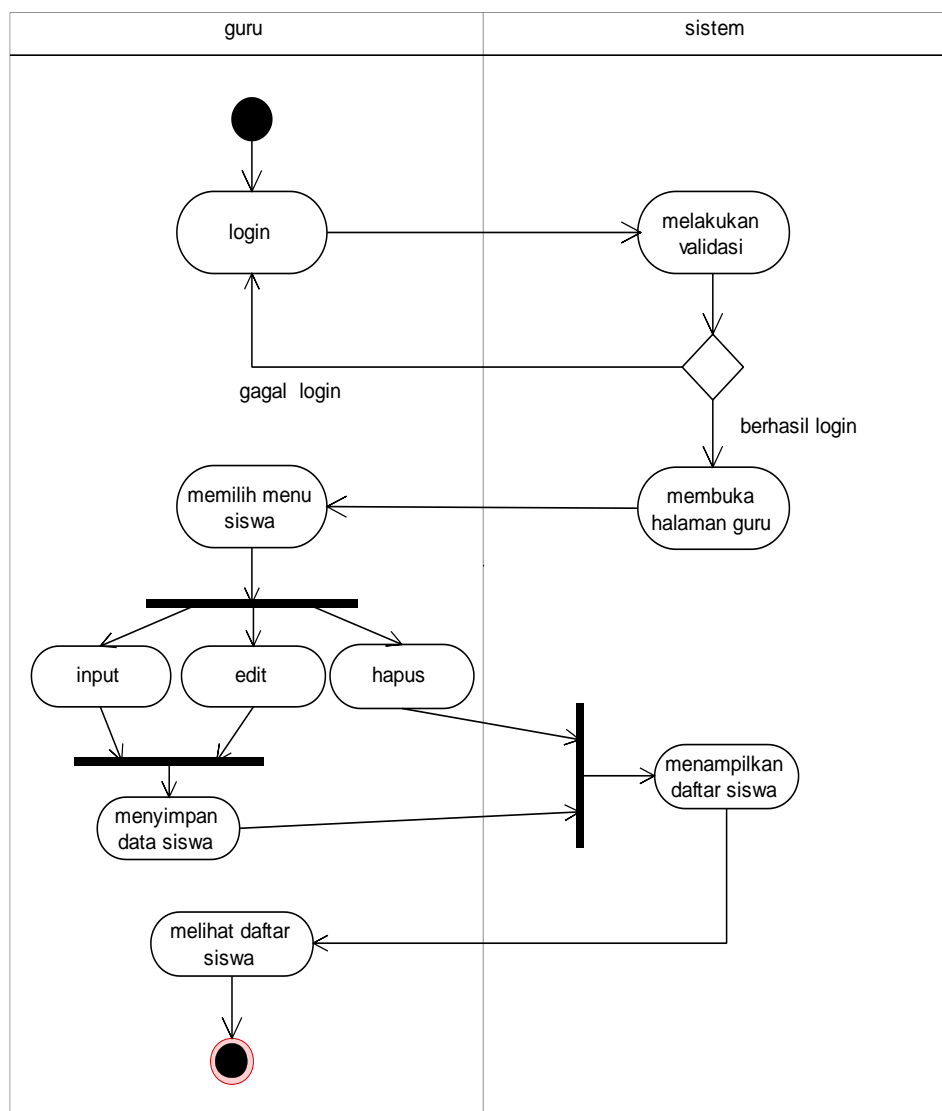 guru
sistem
login
melakukan
validasi
gagal login
berhasil login
memilih menu
siswa
membuka
halaman guru
input
edit
hapus
menampilkan
daftar siswa
menyimpan
data siswa
melihat daftar
siswa